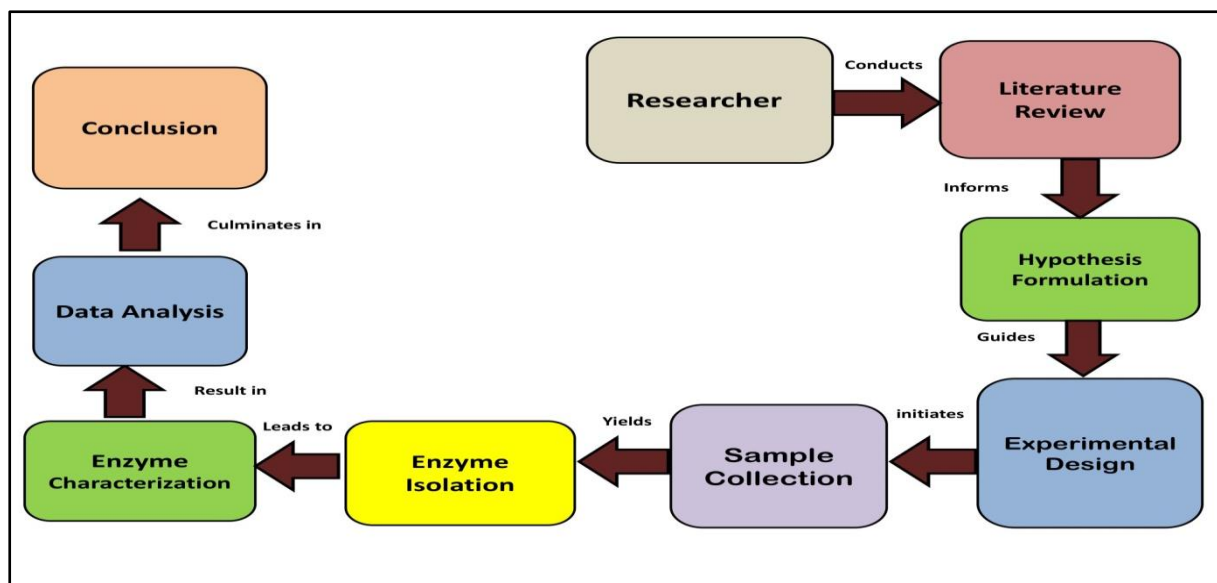 Researcher
Conducts
Literature
Review
Informs
Hypothesis
Formulation
Guides
Experimental
Design
initiates
Sample
Collection
Yields
Enzyme
Isolation
Leads to
Enzyme
Characterization
Result in
Data Analysis
Culminates in
Conclusion